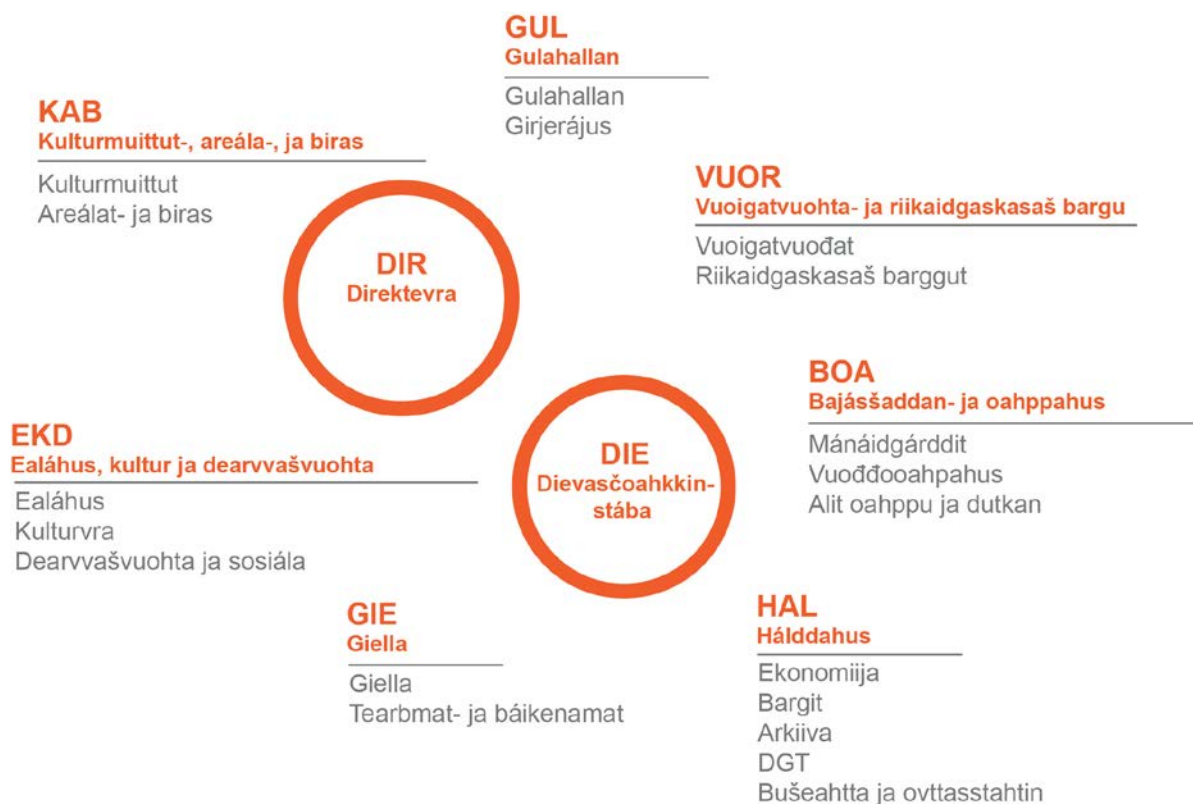 GUL
Gulahallan
Gulahallan
Girjerájus
KAB
Kulturmuittut-, areála-, ja biras
Kulturmuittut
Areálat- ja biras
VUOR
Vuoigatvuohta- ja riikaidgaskasaš bargu
Vuoigatvuođat
Riikaidgaskasaš barggut
DIR
Direktevra
BOA
Bajásšaddan- ja oahppahus
Mánáidgárddit
Vuođđooahpahus
Alit oahppu ja dutkan
EKD
Ealáhus, kultur ja dearvvašvuohta
Ealáhus
Kulturvra
Dearvvašvuohta ja sosiála
DIE
Dievasčoahkkin-
stába
GIE
Giella
Giella
Tearbmat- ja báikenamat
HAL
Hálddahus
Ekonomiija
Bargit
Arkiiva
DGT
Bušeahtta ja ovttasstahtin